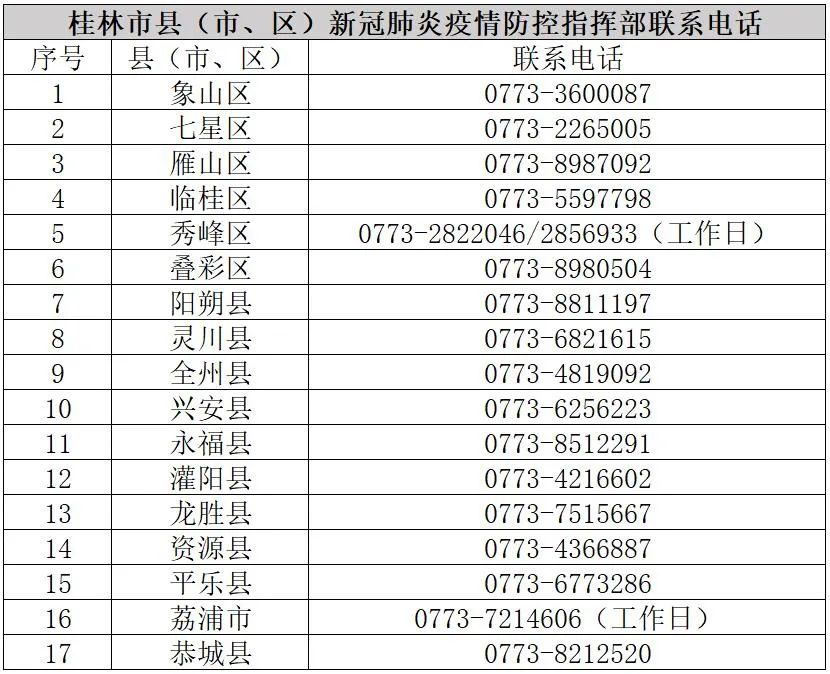 桂林市县（市、区）新冠肺炎疫情防控指挥部联系电话
序号 县（市、区） 联系电话
1 象山区 0773-3600087
2 七星区 0773-2265005
3 雁山区 0773-8987092
4 临桂区 0773-5597798
5 秀峰区 0773-2822046/2856933（工作日）
6 叠彩区 0773-8980504
7 阳朔县 0773-8811197
8 灵川县 0773-6821615
9 全州县 0773-4819092
10 兴安县 0773-6256223
11 永福县 0773-8512291
12 灌阳县 0773-4216602
13 龙胜县 0773-7515667
14 资源县 0773-4366887
15 平乐县 0773-6773286
16 荔浦市 0773-7214606（工作日）
17 恭城县 0773-8212520